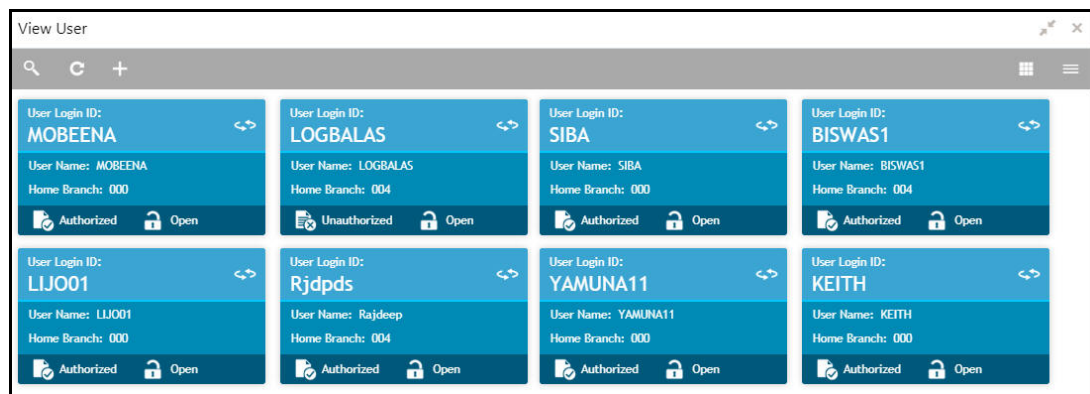 View User
User Login ID:
MOBEENA
User Name: MOBEENA
Home Branch: 000
Authorized Open
User Login ID:
LOGBALAS
User Name: LOGBALAS
Home Branch: 004
Unauthorized Open
User Login ID:
SIBA
User Name: SIBA
Home Branch: 000
Authorized Open
User Login ID:
BISWAS1
User Name: BISWAS1
Home Branch: 004
Authorized Open
User Login ID:
LIJO01
User Name: LIJO01
Home Branch: 000
Authorized Open
User Login ID:
Rjdpds
User Name: Rajdeep
Home Branch: 004
Authorized Open
User Login ID:
YAMUNA11
User Name: YAMUNA11
Home Branch: 000
Authorized Open
User Login ID:
KEITH
User Name: KEITH
Home Branch: 000
Authorized Open